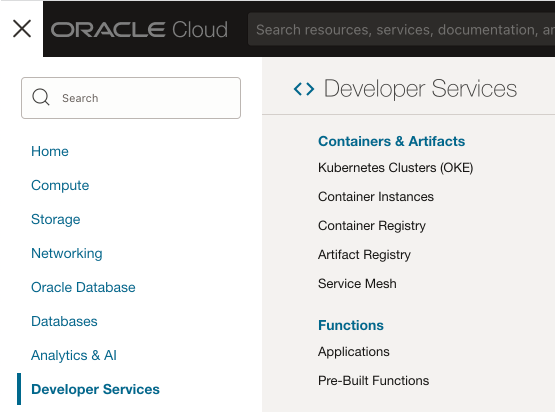 ORACLE Cloud
Search resources, services, documentation, an
Search
Home
Compute
Storage
Networking
Oracle Database
Databases
Analytics & AI
Developer Services
Developer Services
Containers & Artifacts
Kubernetes Clusters (OKE)
Container Instances
Container Registry
Artifact Registry
Service Mesh
Functions
Applications
Pre-Built Functions